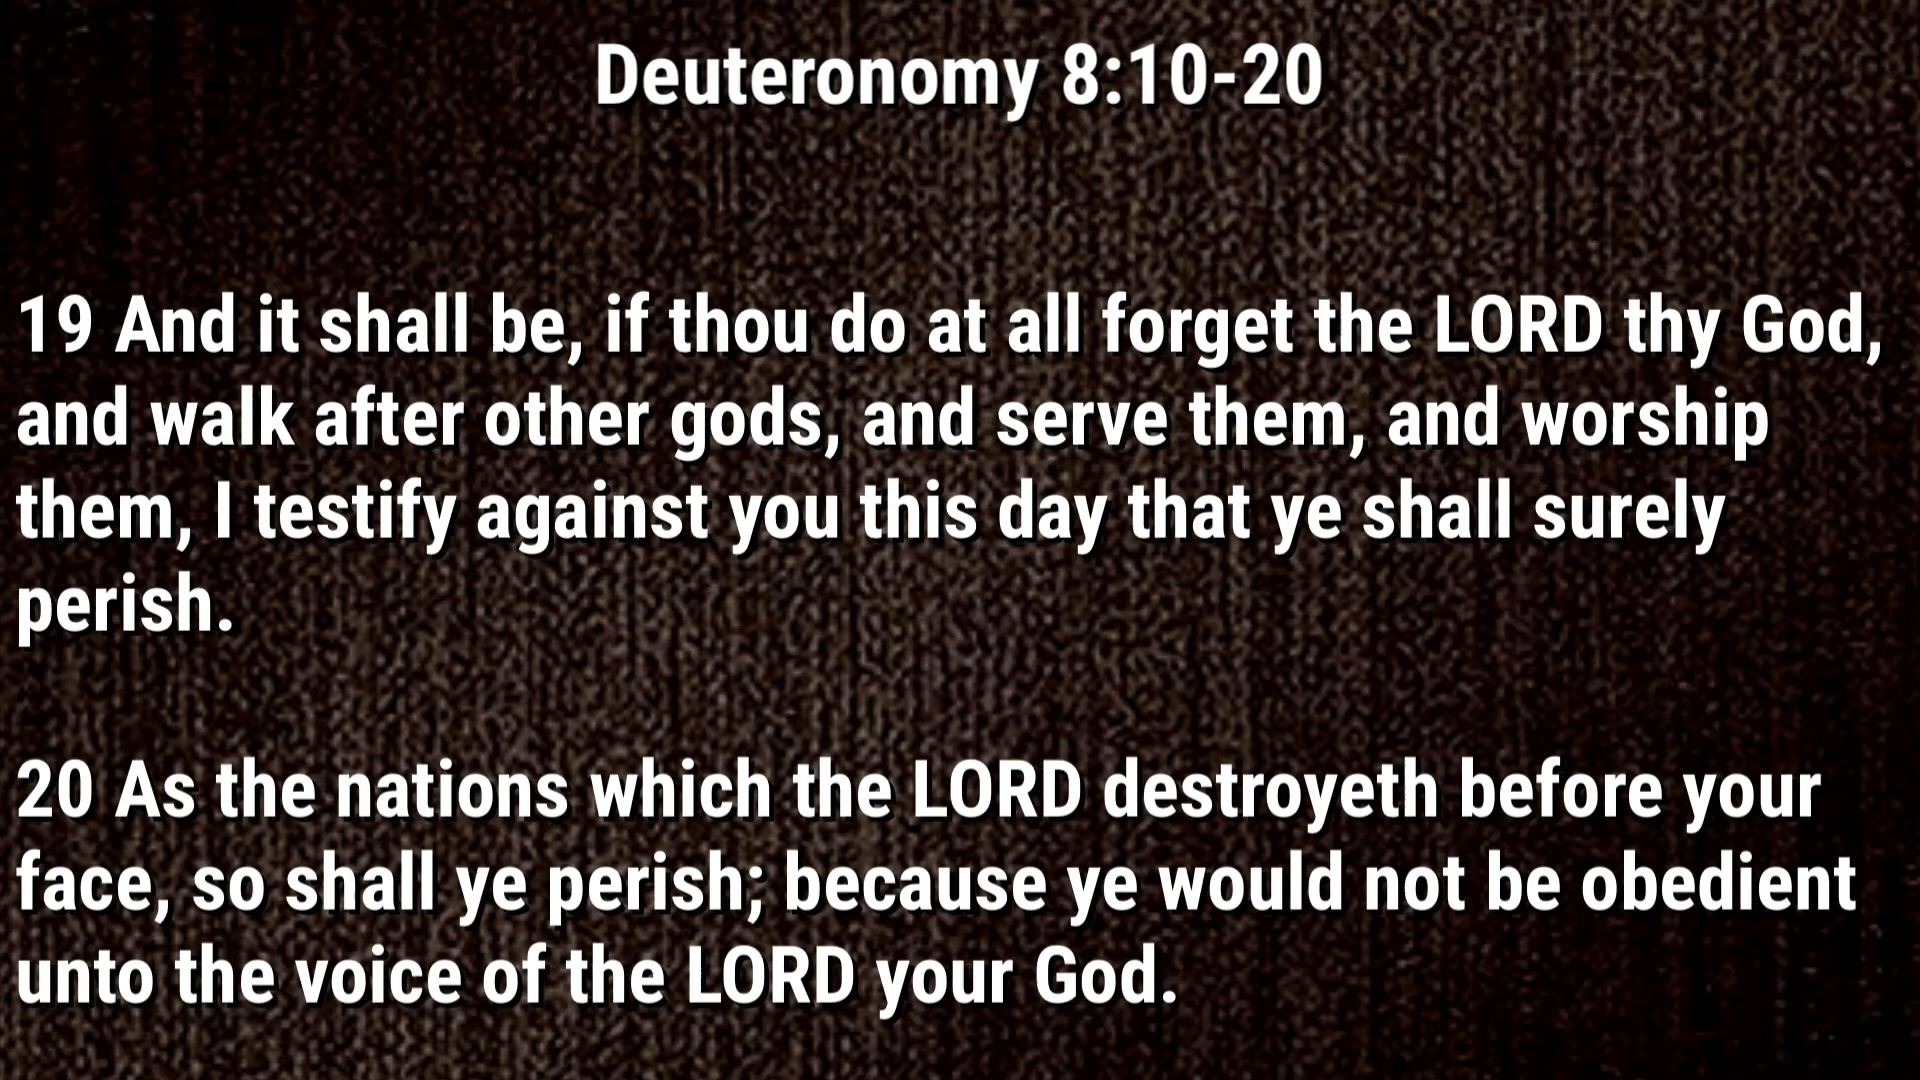 Deuteronomy 8:10-20
19 And it shall be, if thou do at all forget the LORD thy God,
and walk after other gods, and serve them, and worship
them, I testify against you this day that ye shall surely
perish.
20 As the nations which the LORD destroyeth before your
face, so shall ye perish; because ye would not be obedient
unto the voice of the LORD your God.